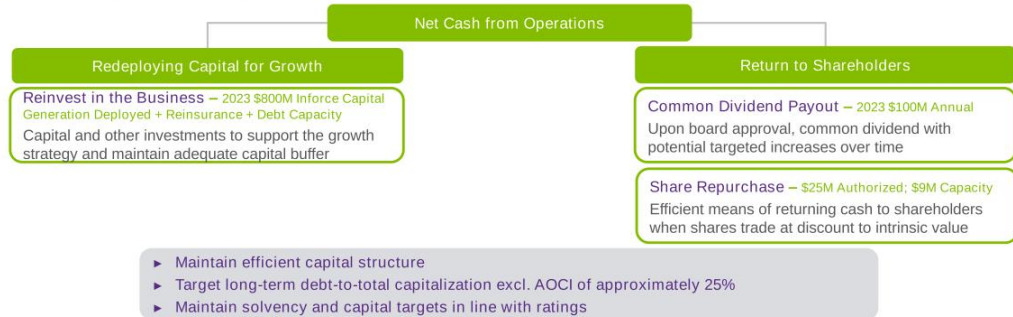 Net Cash from Operations
Redeploying Capital for Growth
Reinvest in the Business – 2023 $800M Inforce Capital
Generation Deployed + Reinsurance + Debt Capacity
Capital and other investments to support the growth
strategy and maintain adequate capital buffer
Return to Shareholders
Common Dividend Payout – 2023 $100M Annual
Upon board approval, common dividend with
potential targeted increases over time
Share Repurchase – $25M Authorized; $9M Capacity
Efficient means of returning cash to shareholders
when shares trade at discount to intrinsic value
► Maintain efficient capital structure
► Target long-term debt-to-total capitalization excl. AOCI of approximately 25%
► Maintain solvency and capital targets in line with ratings